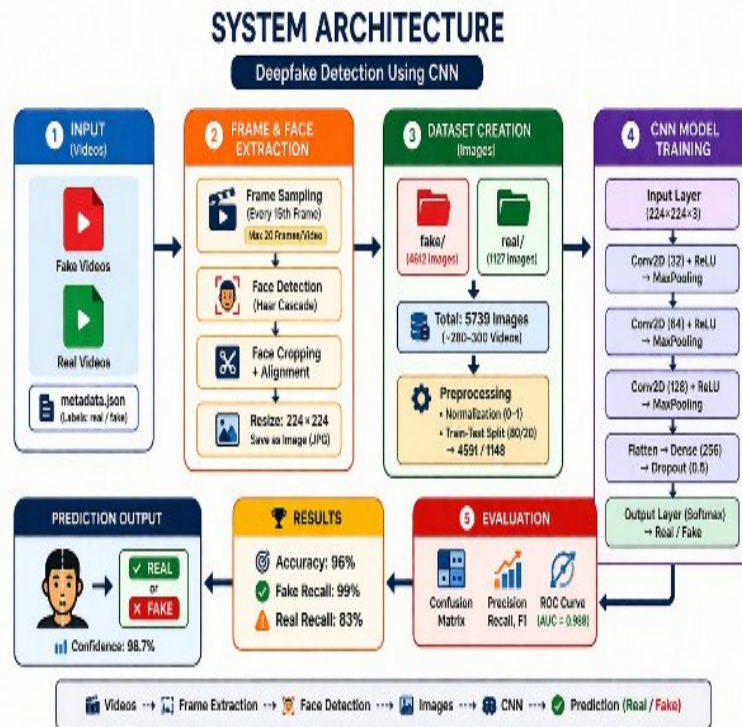 SYSTEM ARCHITECTURE
Deepfake Detection Using CNN
1 INPUT
(Videos)
Fake Videos
Real Videos
metadata.json
(Labels: real / fake)
2 FRAME & FACE
EXTRACTION
Frame Sampling
(Every 15th Frame)
Max 20 Frames/Video
Face Detection
(Haar Cascade)
Face Cropping
+ Alignment
Resize: 224 × 224
Save as Image (JPG)
3 DATASET CREATION
(Images)
fake/
(4612 images)
real/
(1127 images)
Total: 5739 Images
(~280-300 Videos)
Preprocessing
• Normalization (0-1)
• Train-Test Split (80/20)
→ 4591 / 1148
4 CNN MODEL
TRAINING
Input Layer
(224×224×3)
Conv2D (32) + ReLU
→ MaxPooling
Conv2D (64) + ReLU
→ MaxPooling
Conv2D (128) + ReLU
→ MaxPooling
Flatten → Dense (256)
→ Dropout (0.5)
Output Layer (Softmax)
→ Real / Fake
5 EVALUATION
Confusion
Matrix
Precision
Recall, F1
ROC Curve
(AUC = 0.988)
RESULTS
Accuracy: 96%
Fake Recall: 99%
Real Recall: 83%
PREDICTION OUTPUT
✓ REAL
or
✗ FAKE
Confidence: 98.7%
Videos → Frame Extraction → Face Detection → Images → CNN → Prediction (Real / Fake)